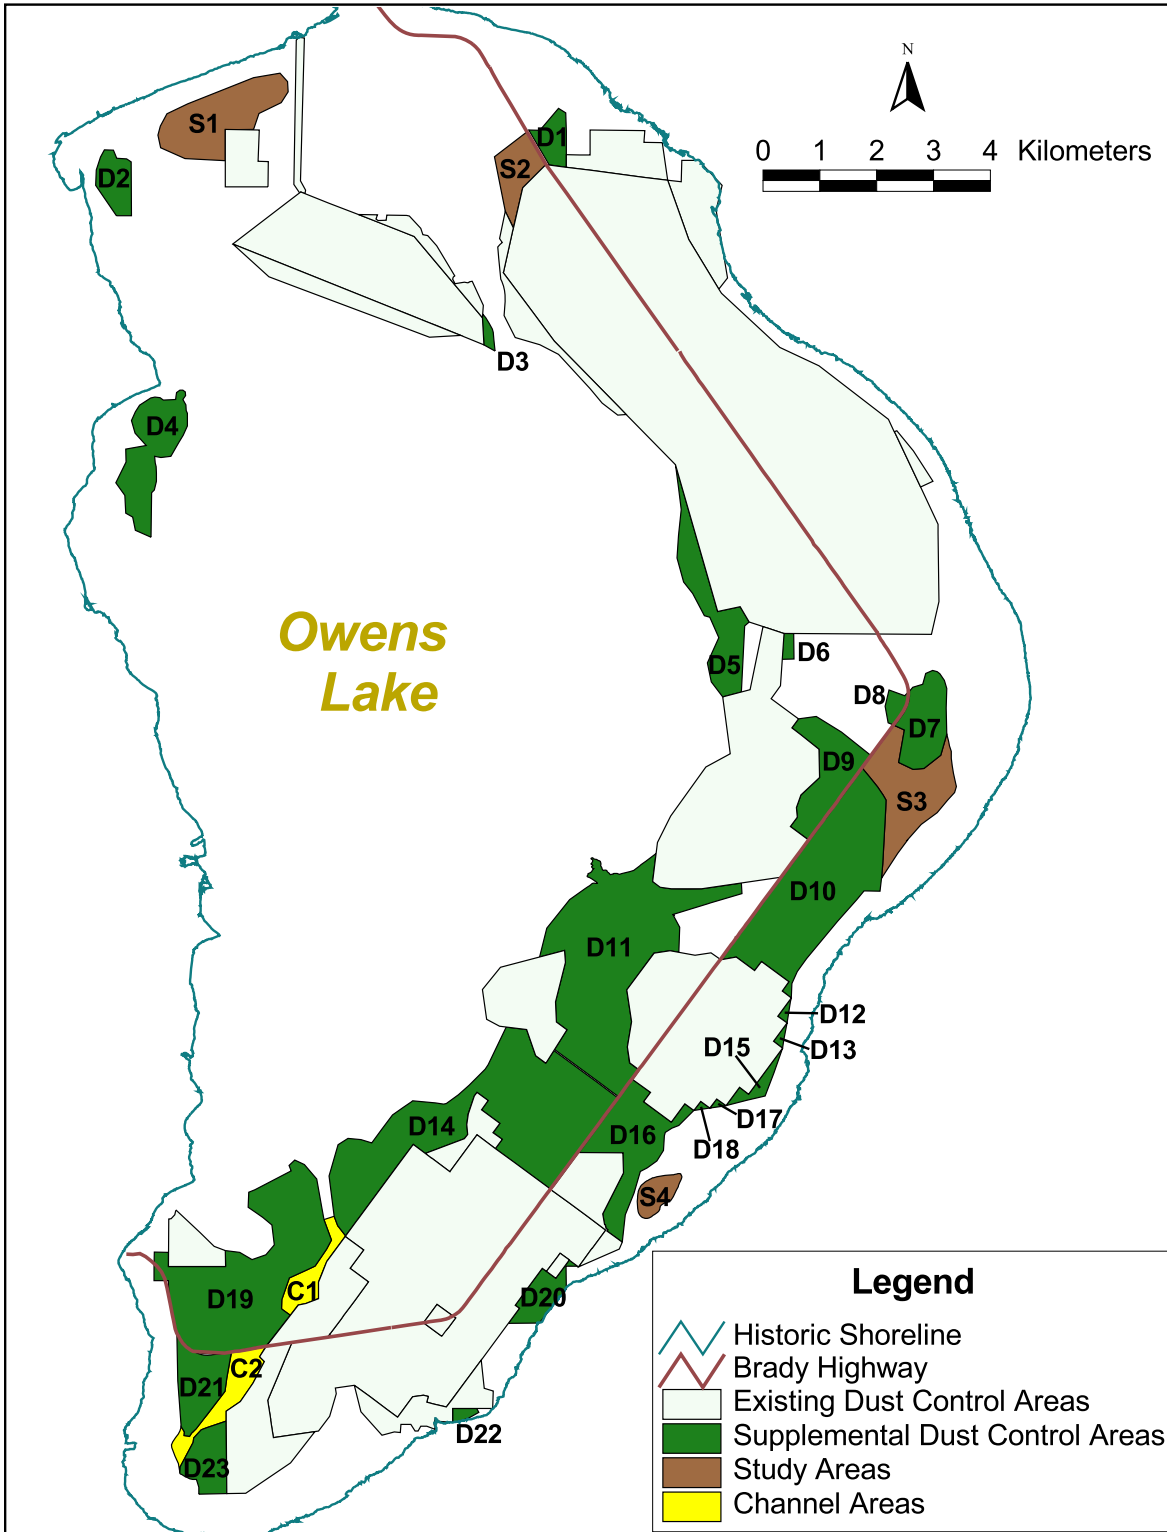 N
0 1 2 3 4 Kilometers
S1
D1
S2
D2
D3
D4
Owens
Lake
D5
D6
D8
D7
D9
S3
D10
D11
D12
D13
D15
D17
D14
D16
D18
S4
C1
D19
D20
C2
D21
D22
D23
Legend
Historic Shoreline
Brady Highway
Existing Dust Control Areas
Supplemental Dust Control Areas
Study Areas
Channel Areas